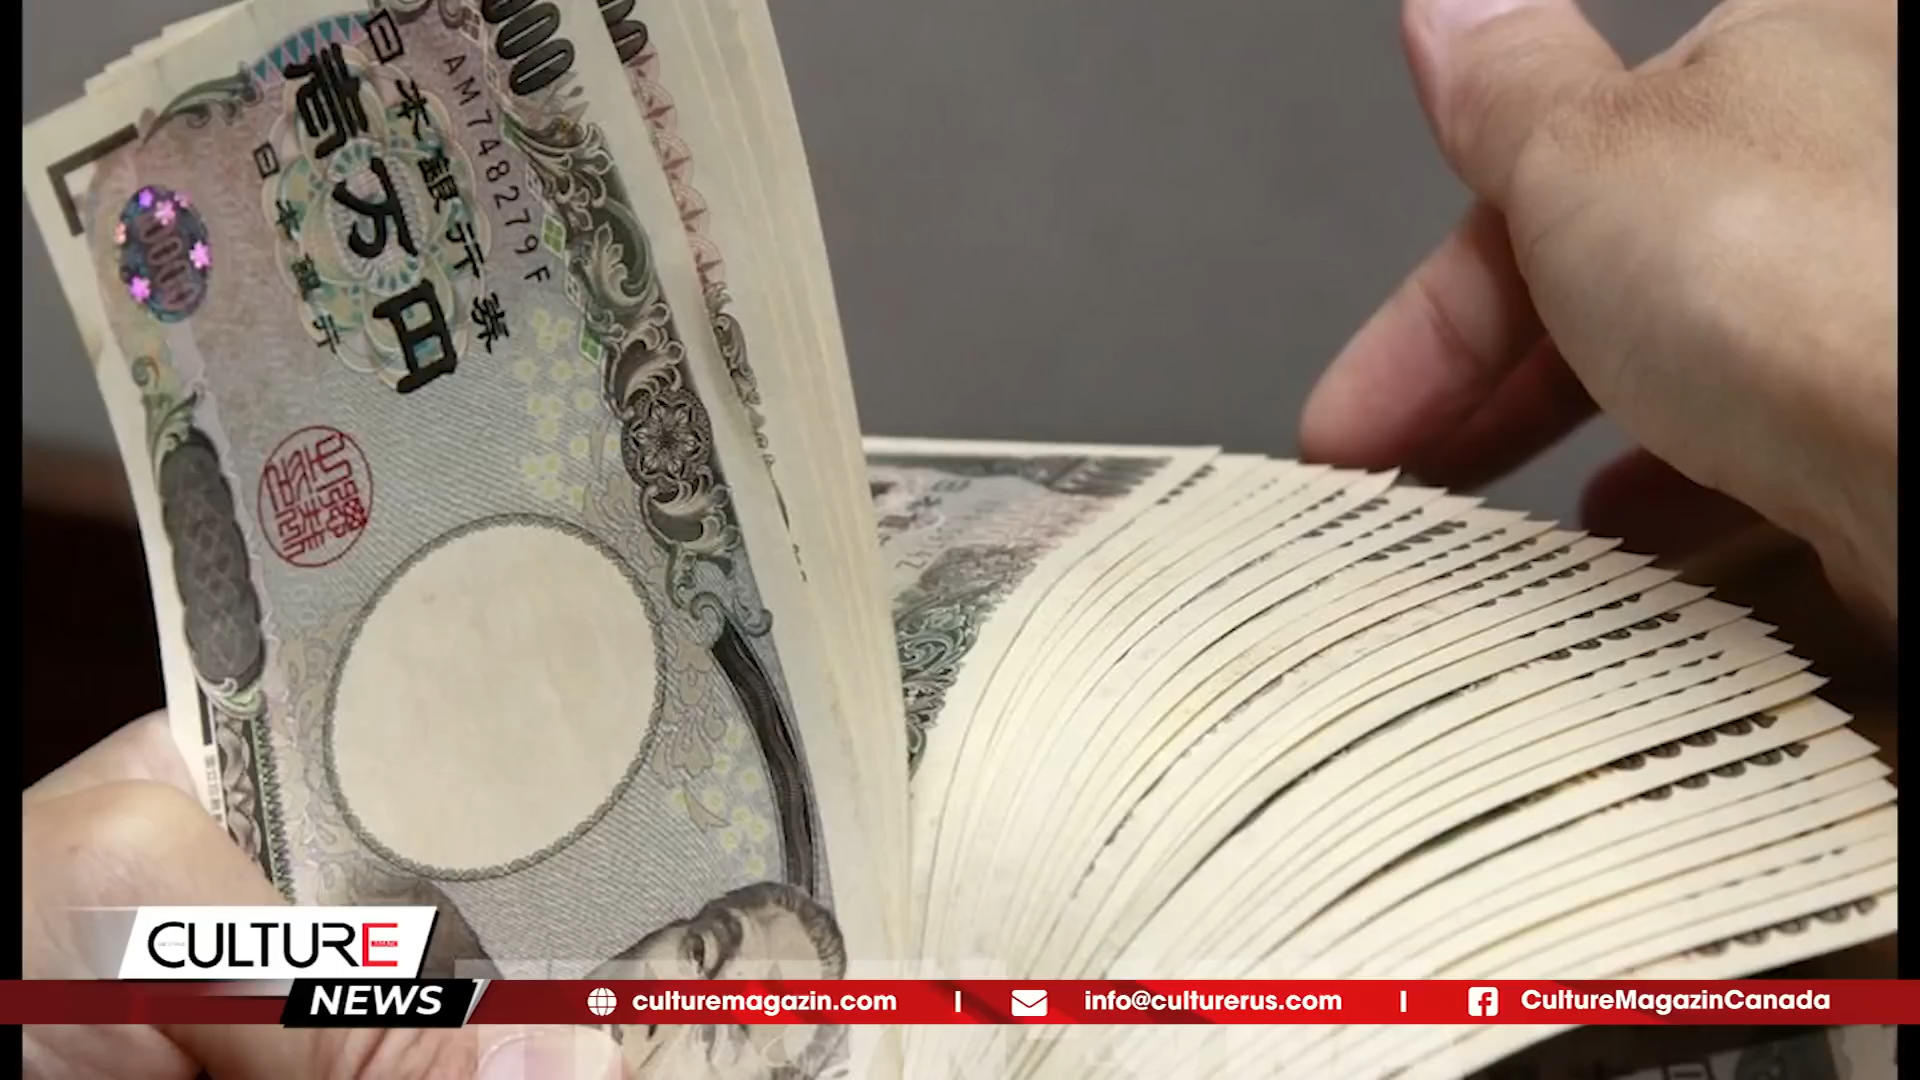 壱万円
日本銀行券
日本銀行
AM748279F
CULTURE
NEWS
culturemagazin.com | info@culturerus.com | CultureMagazinCanada